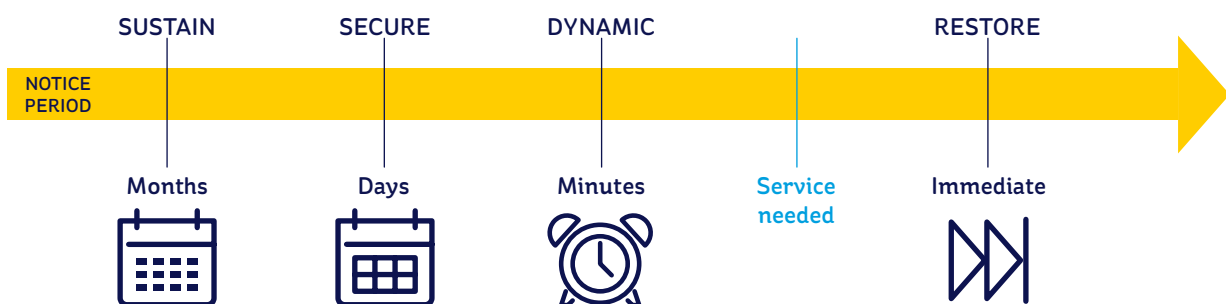 SUSTAIN
SECURE
DYNAMIC
RESTORE
NOTICE
PERIOD
Months
Days
Minutes
Service
needed
Immediate